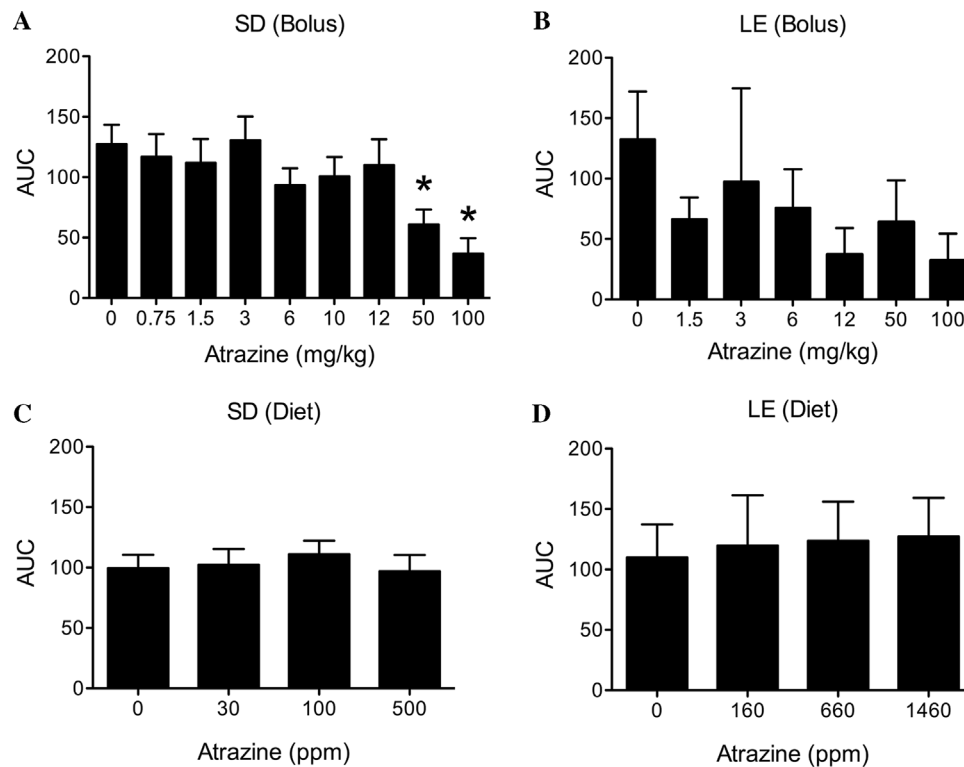 A
SD (Bolus)
200
150
100
50
0
AUC
*
*
0 0.75 1.5 3 6 10 12 50 100
Atrazine (mg/kg)
B
LE (Bolus)
200
150
100
50
0
AUC
0 1.5 3 6 12 50 100
Atrazine (mg/kg)
C
SD (Diet)
200
150
100
50
0
AUC
0 30 100 500
Atrazine (ppm)
D
LE (Diet)
200
150
100
50
0
AUC
0 160 660 1460
Atrazine (ppm)